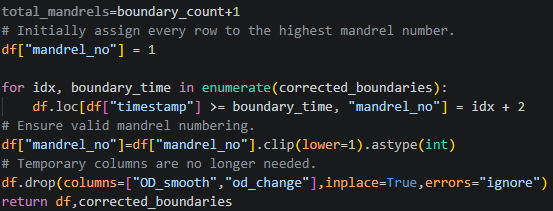 total_mandrels=boundary_count+1
# Initially assign every row to the highest mandrel number.
df["mandrel_no"] = 1
for idx, boundary_time in enumerate(corrected_boundaries):
    df.loc[df["timestamp"] >= boundary_time, "mandrel_no"] = idx + 2
# Ensure valid mandrel numbering.
df["mandrel_no"]=df["mandrel_no"].clip(lower=1).astype(int)
# Temporary columns are no longer needed.
df.drop(columns=["OD_smooth","od_change"],inplace=True,errors="ignore")
return df,corrected_boundaries